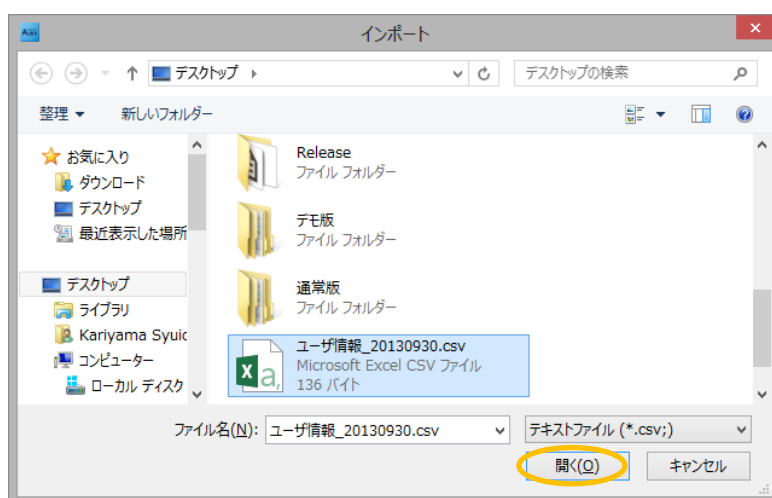 インポート
デスクトップ
デスクトップの検索
整理 新しいフォルダー
お気に入り
ダウンロード
デスクトップ
最近表示した場所
デスクトップ
ライブラリ
Kariyama Syuic
コンピューター
ローカル ディスク
Release
ファイル フォルダー
デモ版
ファイル フォルダー
通常版
ファイル フォルダー
ユーザ情報_20130930.csv
Microsoft Excel CSV ファイル
136 バイト
ファイル名(N): ユーザ情報_20130930.csv テキストファイル (*.csv;)
開く(O) キャンセル